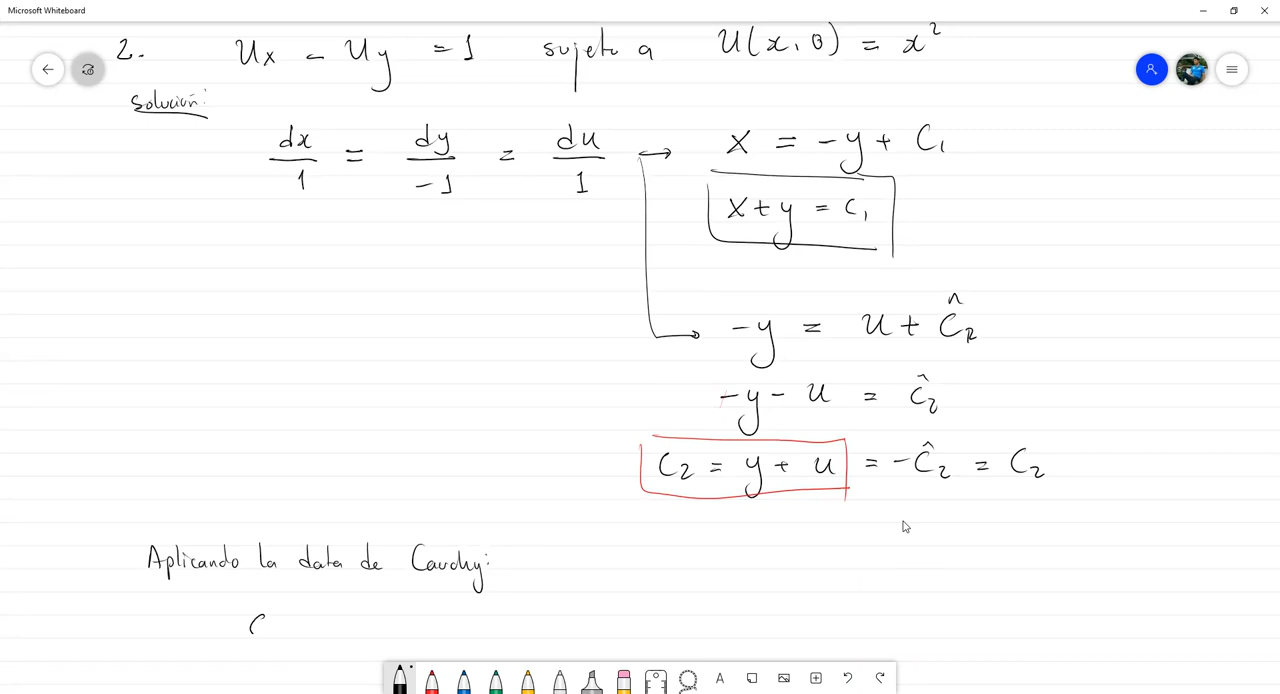 Microsoft Whiteboard
2. Ux - Uy = 1 sujeto a U(x, 0) = x²
Solución:
dx/1 = dy/-1 = du/1 → x = -y + C₁
x + y = C₁
-y = u + Ĉ₂
-y - u = Ĉ₂
C₂ = y + u = -Ĉ₂ = C₂
Aplicando la data de Cauchy:
C
A